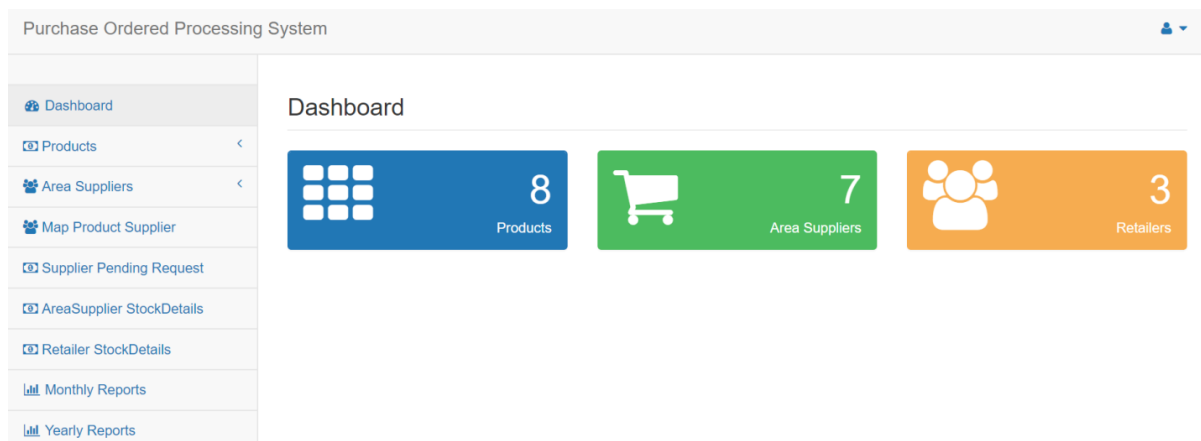 Purchase Ordered Processing System
Dashboard
Products
Area Suppliers
Map Product Supplier
Supplier Pending Request
AreaSupplier StockDetails
Retailer StockDetails
Monthly Reports
Yearly Reports
Dashboard
8
Products
7
Area Suppliers
3
Retailers